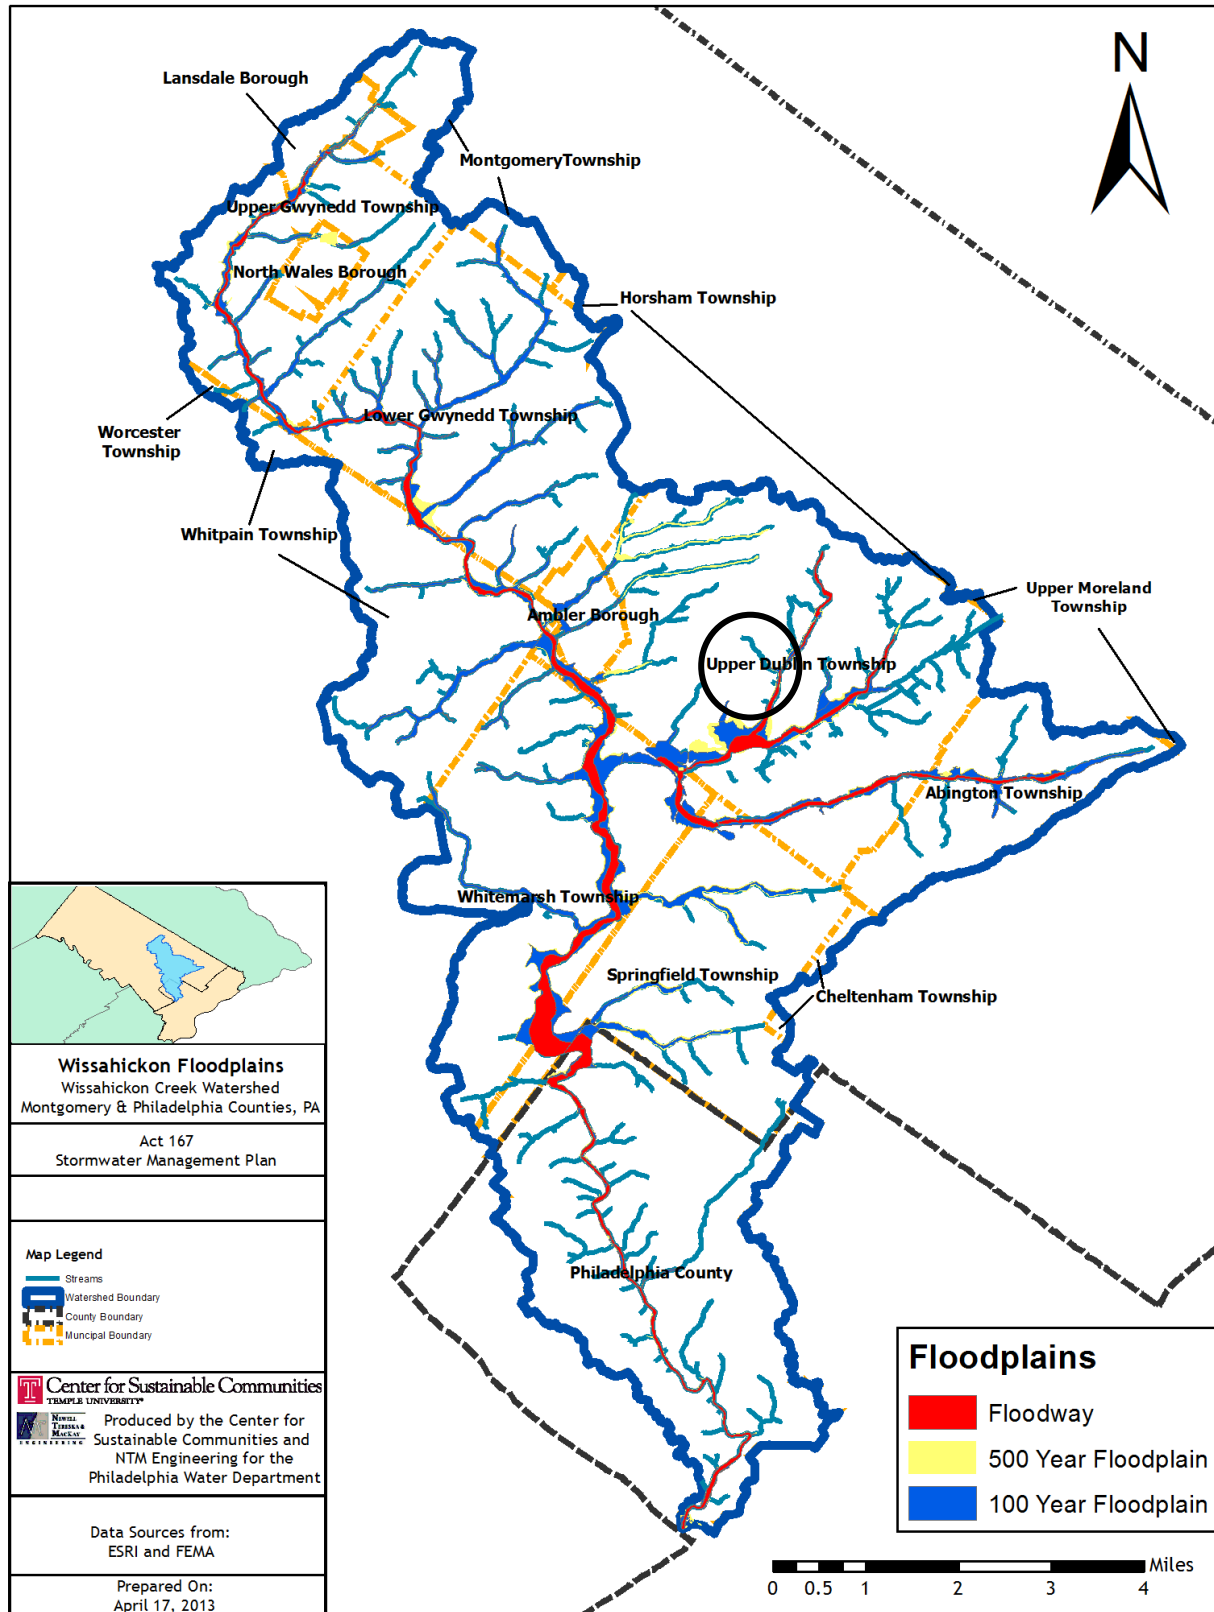 N
Lansdale Borough
MontgomeryTownship
Upper Gwynedd Township
North Wales Borough
Horsham Township
Worcester
Township
Lower Gwynedd Township
Whitpain Township
Ambler Borough
Upper Moreland
Township
Upper Dublin Township
Abington Township
Whitemarsh Township
Springfield Township
Cheltenham Township
Philadelphia County
Wissahickon Floodplains
Wissahickon Creek Watershed
Montgomery & Philadelphia Counties, PA
Act 167
Stormwater Management Plan
Map Legend
Streams
Watershed Boundary
County Boundary
Muncipal Boundary
T
Center for Sustainable Communities
TEMPLE UNIVERSITY
NEWELL
TERESKA &
MACKAY
ENGINEERING
Produced by the Center for
Sustainable Communities and
NTM Engineering for the
Philadelphia Water Department
Data Sources from:
ESRI and FEMA
Prepared On:
April 17, 2013
Floodplains
Floodway
500 Year Floodplain
100 Year Floodplain
Miles
0 0.5 1 2 3 4